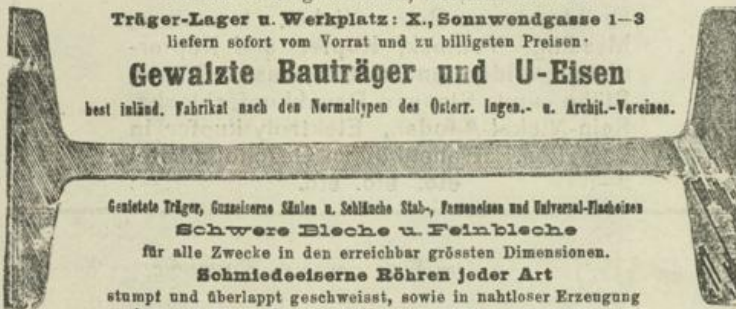 Träger-Lager u. Werkplatz: X., Sonnwendgasse 1–3
liefern sofort vom Vorrat und zu billigsten Preisen:
Gewalzte Bauträger und U-Eisen
best inländ. Fabrikat nach den Normaltypen des Österr. Ingen.- u. Archit.-Vereines.
Genietete Träger, Gusseiserne Säulen u. Schläuche Stab-, Fassoneisen und Universal-Flacheisen
Schwere Bleche u. Feinbleche
für alle Zwecke in den erreichbar grössten Dimensionen.
Schmiedeeiserne Röhren jeder Art
stumpf und überlappt geschweisst, sowie in nahtloser Erzeugung